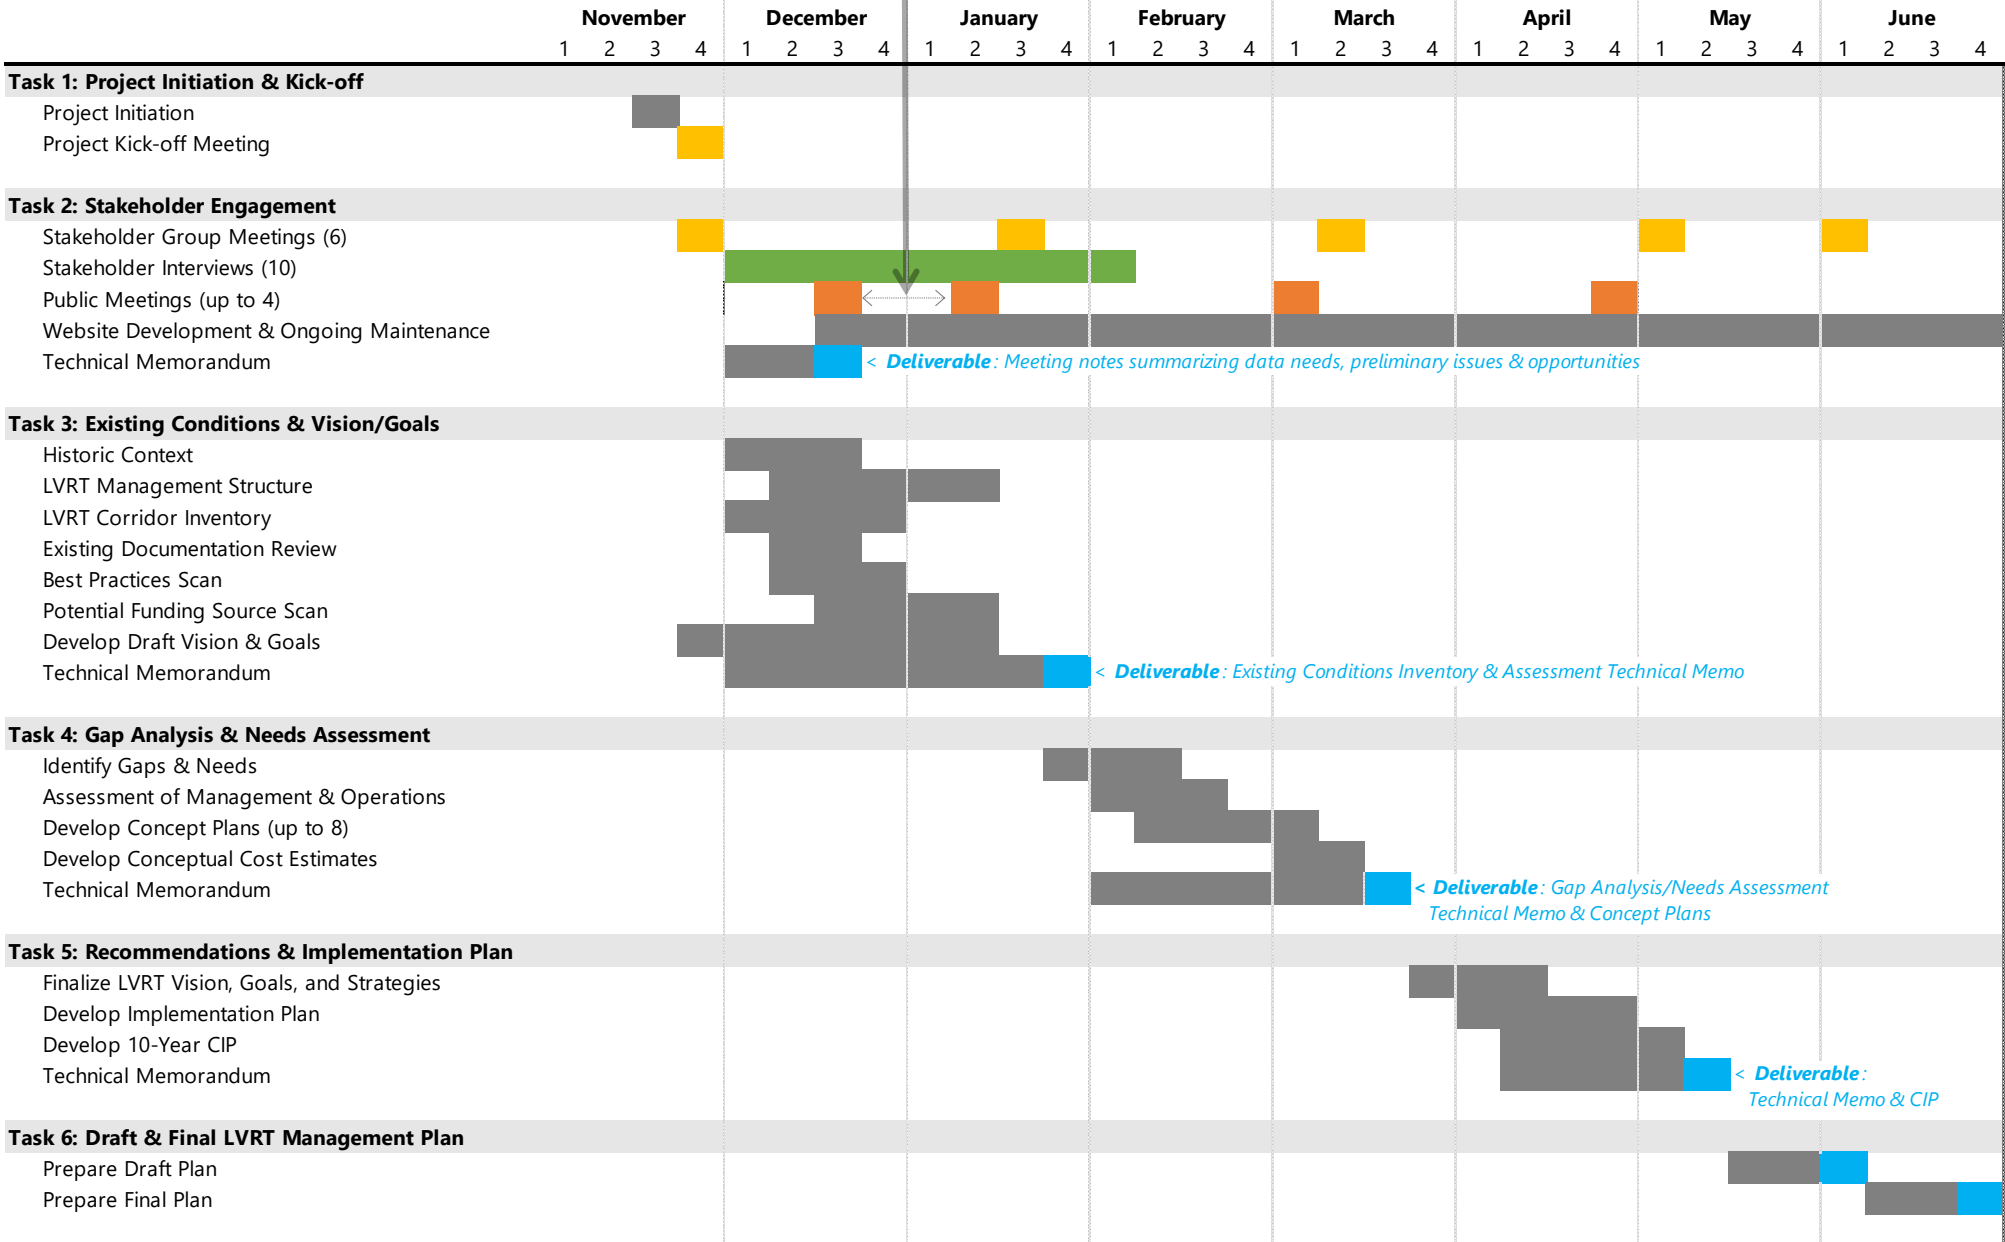 November December January February March April May June
1 2 3 4 1 2 3 4 1 2 3 4 1 2 3 4 1 2 3 4 1 2 3 4 1 2 3 4 1 2 3 4
Task 1: Project Initiation & Kick-off
Project Initiation
Project Kick-off Meeting
Task 2: Stakeholder Engagement
Stakeholder Group Meetings (6)
Stakeholder Interviews (10)
Public Meetings (up to 4)
Website Development & Ongoing Maintenance
Technical Memorandum < Deliverable: Meeting notes summarizing data needs, preliminary issues & opportunities
Task 3: Existing Conditions & Vision/Goals
Historic Context
LVRT Management Structure
LVRT Corridor Inventory
Existing Documentation Review
Best Practices Scan
Potential Funding Source Scan
Develop Draft Vision & Goals
Technical Memorandum < Deliverable: Existing Conditions Inventory & Assessment Technical Memo
Task 4: Gap Analysis & Needs Assessment
Identify Gaps & Needs
Assessment of Management & Operations
Develop Concept Plans (up to 8)
Develop Conceptual Cost Estimates
Technical Memorandum < Deliverable: Gap Analysis/Needs Assessment
Technical Memo & Concept Plans
Task 5: Recommendations & Implementation Plan
Finalize LVRT Vision, Goals, and Strategies
Develop Implementation Plan
Develop 10-Year CIP
Technical Memorandum < Deliverable:
Technical Memo & CIP
Task 6: Draft & Final LVRT Management Plan
Prepare Draft Plan
Prepare Final Plan